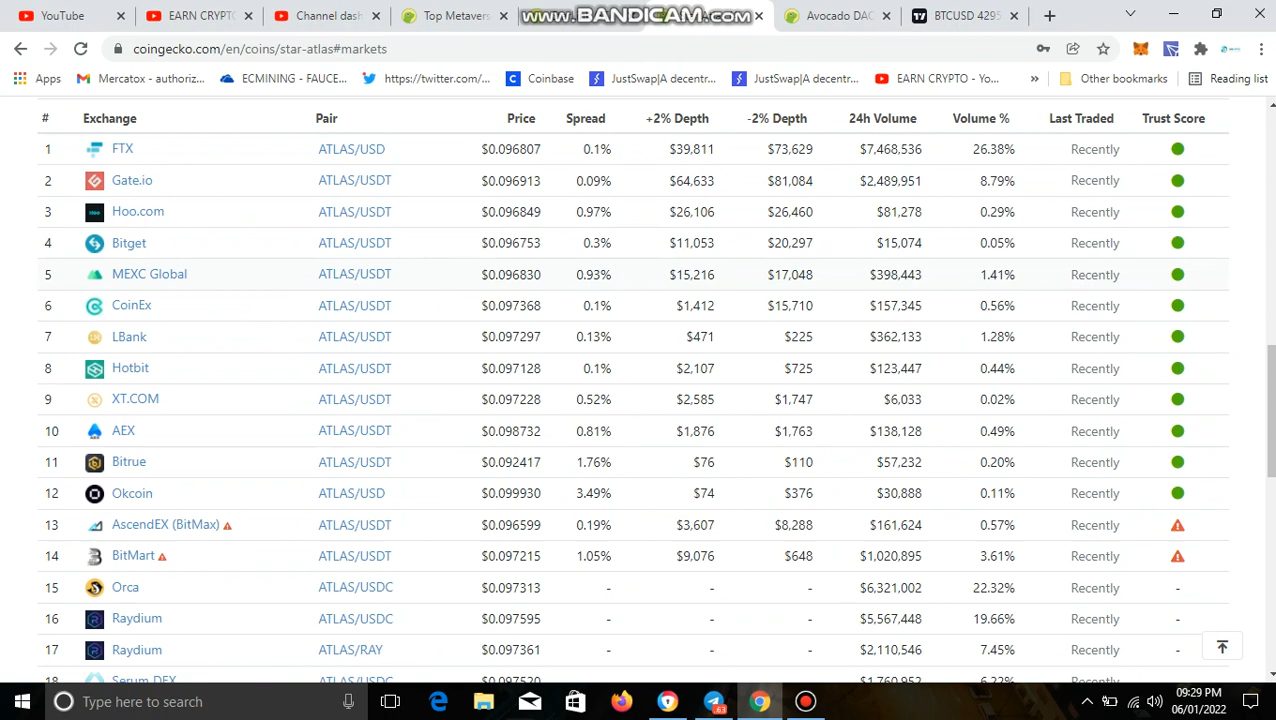 YouTube EARN CRYPTO Channel dash Top Metavers www.BANDICAM.com Avocado DAC BTCUSD 4295
coingecko.com/en/coins/star-atlas#markets
Apps Mercatox - authoriz... ECMINING - FAUCE... https://twitter.com/... Coinbase JustSwap|A decentr... JustSwap|A decentr... EARN CRYPTO - Yo... » Other bookmarks Reading list
# Exchange Pair Price Spread +2% Depth -2% Depth 24h Volume Volume % Last Traded Trust Score
1 FTX ATLAS/USD $0.096807 0.1% $39,811 $73,629 $7,468,536 26.38% Recently
2 Gate.io ATLAS/USDT $0.096913 0.09% $64,633 $81,084 $2,489,951 8.79% Recently
3 Hoo.com ATLAS/USDT $0.096849 0.97% $26,106 $26,460 $81,278 0.29% Recently
4 Bitget ATLAS/USDT $0.096753 0.3% $11,053 $20,297 $15,074 0.05% Recently
5 MEXC Global ATLAS/USDT $0.096830 0.93% $15,216 $17,048 $398,443 1.41% Recently
6 CoinEx ATLAS/USDT $0.097368 0.1% $1,412 $15,710 $157,345 0.56% Recently
7 LBank ATLAS/USDT $0.097297 0.13% $471 $225 $362,133 1.28% Recently
8 Hotbit ATLAS/USDT $0.097128 0.1% $2,107 $725 $123,447 0.44% Recently
9 XT.COM ATLAS/USDT $0.097228 0.52% $2,585 $1,747 $6,033 0.02% Recently
10 AEX ATLAS/USDT $0.098732 0.81% $1,876 $1,763 $138,128 0.49% Recently
11 Bitrue ATLAS/USDT $0.092417 1.76% $76 $110 $57,232 0.20% Recently
12 Okcoin ATLAS/USD $0.099930 3.49% $74 $376 $30,888 0.11% Recently
13 AscendEX (BitMax) ATLAS/USDT $0.096599 0.19% $3,607 $8,288 $161,624 0.57% Recently
14 BitMart ATLAS/USDT $0.097215 1.05% $9,076 $648 $1,020,895 3.61% Recently
15 Orca ATLAS/USDC $0.097313 - - - $6,321,002 22.32% Recently -
16 Raydium ATLAS/USDC $0.097595 - - - $5,567,448 19.66% Recently -
17 Raydium ATLAS/RAY $0.097361 - - - $2,110,546 7.45% Recently -
18 Serum DEX $0.097520 $1,760,952 6.22%
Type here to search 63 09:29 PM
06/01/2022